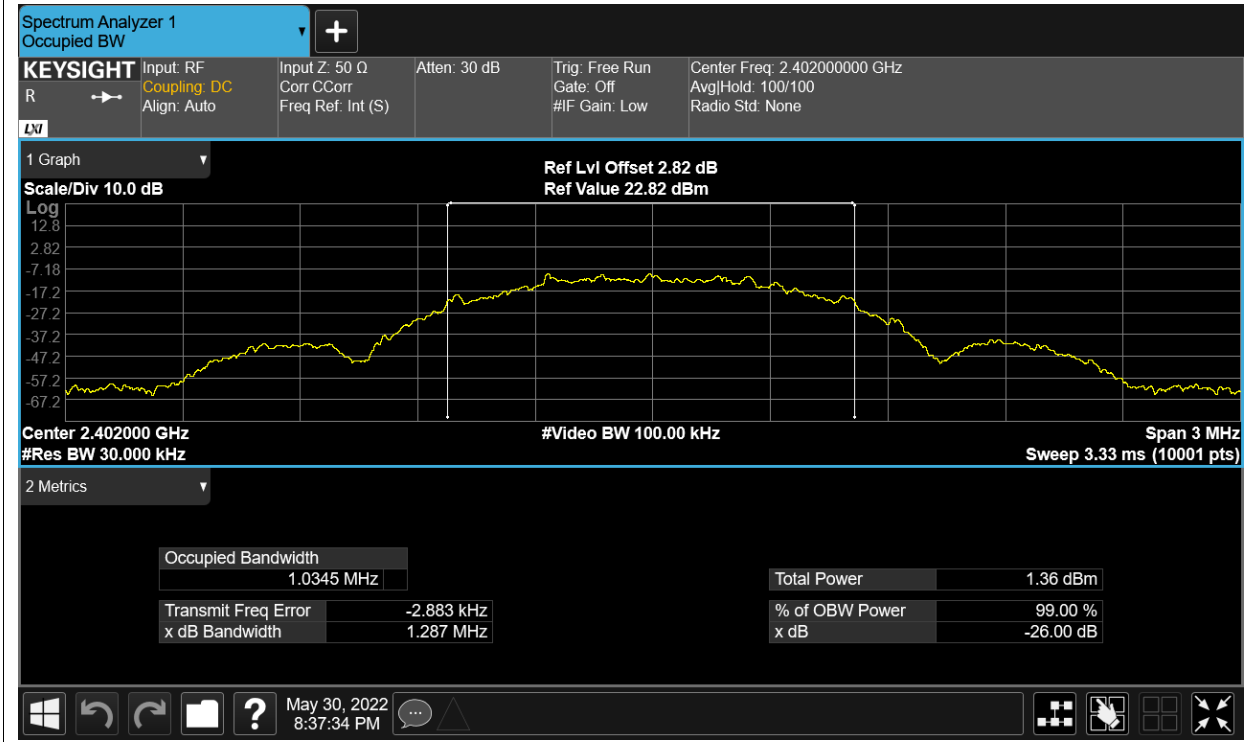 Spectrum Analyzer 1
Occupied BW
+
KEYSIGHT Input: RF Input Z: 50 Ω Atten: 30 dB Trig: Free Run Center Freq: 2.402000000 GHz
R Coupling: DC Corr CCorr Gate: Off Avg|Hold: 100/100
Align: Auto Freq Ref: Int (S) #IF Gain: Low Radio Std: None
LXI
1 Graph
Ref Lvl Offset 2.82 dB
Scale/Div 10.0 dB Ref Value 22.82 dBm
Log
12.8
2.82
-7.18
-17.2
-27.2
-37.2
-47.2
-57.2
-67.2
Center 2.402000 GHz #Video BW 100.00 kHz Span 3 MHz
#Res BW 30.000 kHz Sweep 3.33 ms (10001 pts)
2 Metrics
Occupied Bandwidth
1.0345 MHz Total Power 1.36 dBm
Transmit Freq Error -2.883 kHz % of OBW Power 99.00 %
x dB Bandwidth 1.287 MHz x dB -26.00 dB
? May 30, 2022
8:37:34 PM